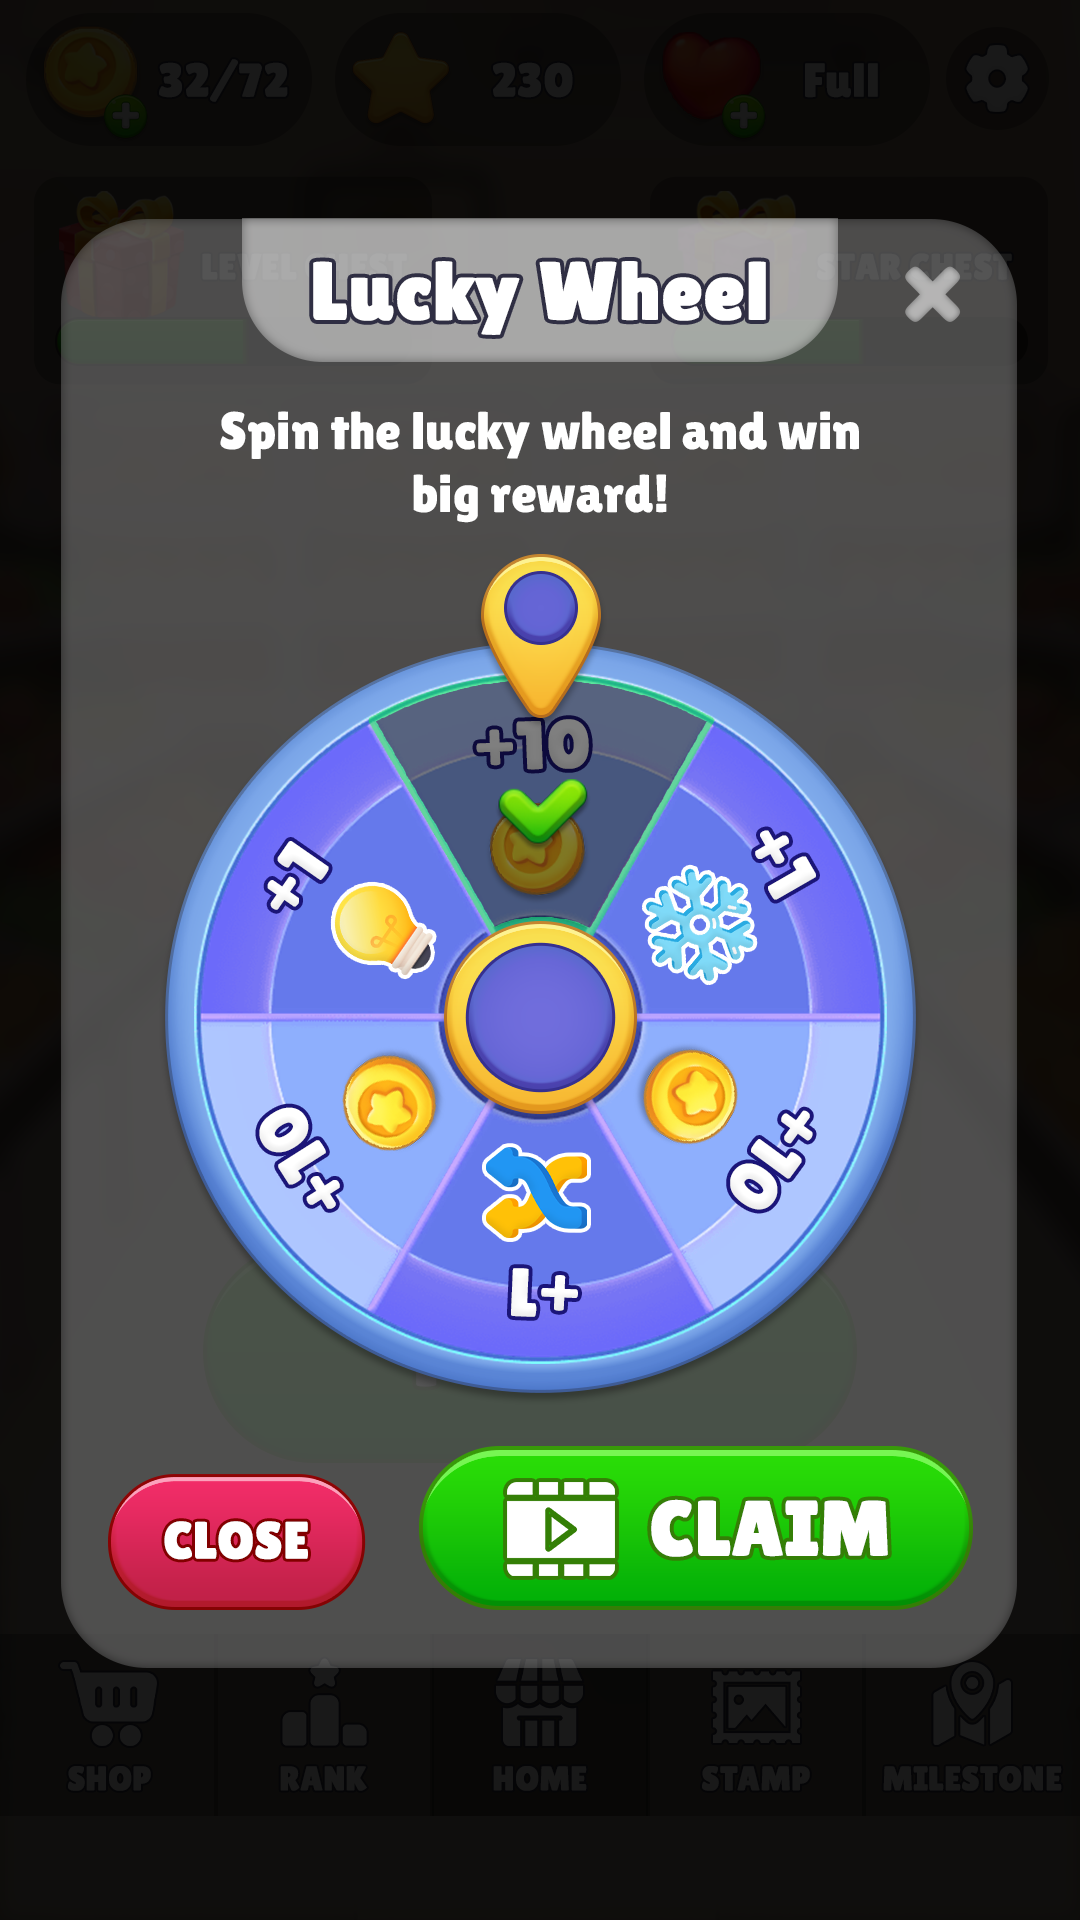 32/72
230
Full
LEVEL CHEST
STAR CHEST
Lucky Wheel
Spin the lucky wheel and win
big reward!
+10
+1
+1
+10
+10
+1
CLOSE
CLAIM
SHOP
RANK
HOME
STAMP
MILESTONE